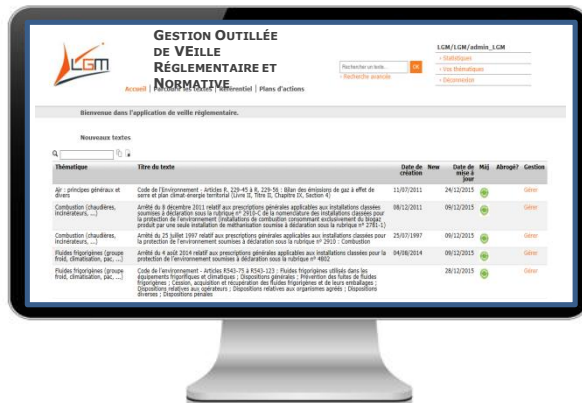 GESTION OUTILLÉE
DE VEILLE
RÉGLEMENTAIRE ET
NORMATIVE
LGM
LGM/LGM/admin_LGM
› Statistiques
› Vos thématiques
› Déconnexion
Rechercher un texte...
OK
› Recherche avancée
Accueil | Parcourir les textes | Référentiel | Plans d'actions
Bienvenue dans l'application de veille réglementaire.
Nouveaux textes
Thématique Titre du texte Date de création New Date de mise à jour Màj Abrogé? Gestion
Air : principes généraux et divers
Code de l'Environnement - Articles R. 229-45 à R. 229-56 : Bilan des émissions de gaz à effet de
serre et plan climat-énergie territorial (Livre II, Titre II, Chapitre IX, Section 4)
11/07/2011 24/12/2015 Gérer
Combustion (chaudières, incinérateurs, ...)
Arrêté du 8 décembre 2011 relatif aux prescriptions générales applicables aux installations classées
soumises à déclaration sous la rubrique n° 2910-C de la nomenclature des installations classées pour
la protection de l'environnement (installations de combustion consommant exclusivement du biogaz
produit par une seule installation de méthanisation soumise à déclaration sous la rubrique n° 2781-1)
08/12/2011 09/12/2015 Gérer
Combustion (chaudières, incinérateurs, ...)
Arrêté du 25 juillet 1997 relatif aux prescriptions générales applicables aux installations classées pour
la protection de l'environnement soumises à déclaration sous la rubrique n° 2910 : Combustion
25/07/1997 09/12/2015 Gérer
Fluides frigorigènes (groupe froid, climatisation, pac, ...)
Arrêté du 4 août 2014 relatif aux prescriptions générales applicables aux installations classées pour la
protection de l'environnement soumises à déclaration sous la rubrique n° 4802
04/08/2014 09/12/2015 Gérer
Fluides frigorigènes (groupe froid, climatisation, pac, ...)
Code de l'environnement - Articles R543-75 à R543-123 : Fluides frigorigènes utilisés dans les
équipements frigorifiques et climatiques ; Dispositions générales ; Prévention des fuites de fluides
frigorigènes ; Cession, acquisition et récupération des fluides frigorigènes et de leurs emballages ;
Dispositions relatives aux opérateurs ; Dispositions relatives aux organismes agréés ; Dispositions
diverses ; Dispositions pénales
28/12/2015 Gérer